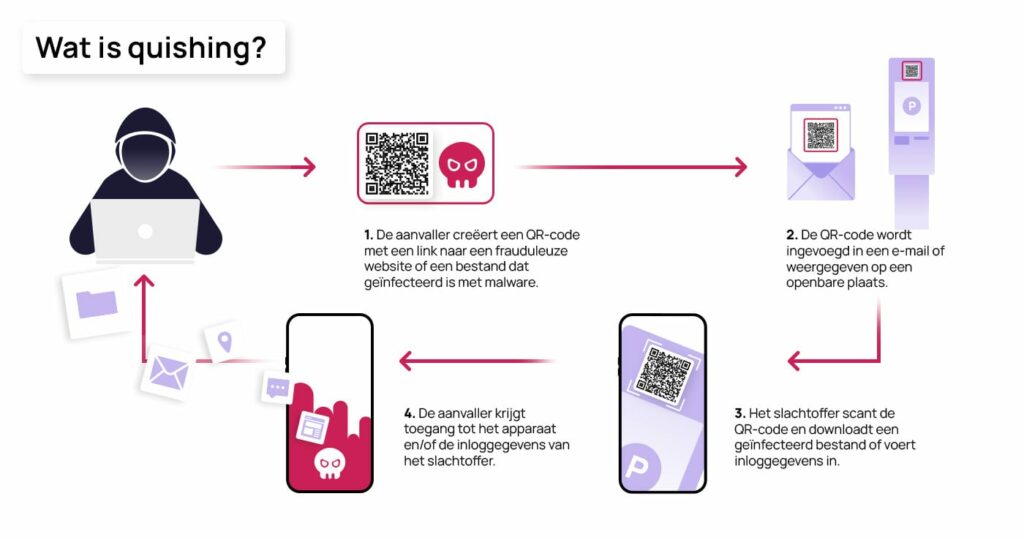 Wat is quishing?
1. De aanvaller creëert een QR-code
met een link naar een frauduleuze
website of een bestand dat
geïnfecteerd is met malware.
P
2. De QR-code wordt
ingevoegd in een e-mail of
weergegeven op een
openbare plaats.
P
3. Het slachtoffer scant de
QR-code en downloadt een
geïnfecteerd bestand of voert
inloggegevens in.
4. De aanvaller krijgt
toegang tot het apparaat
en/of de inloggegevens van
het slachtoffer.